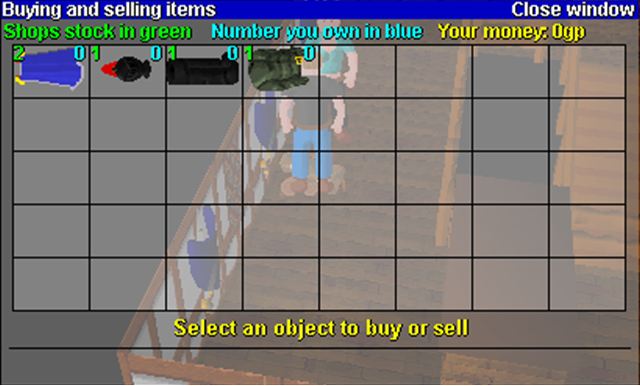 Buying and selling items Close window
Shops stock in green Number you own in blue Your money: 0gp
2 0 1 0 1 0 1 0
Select an object to buy or sell